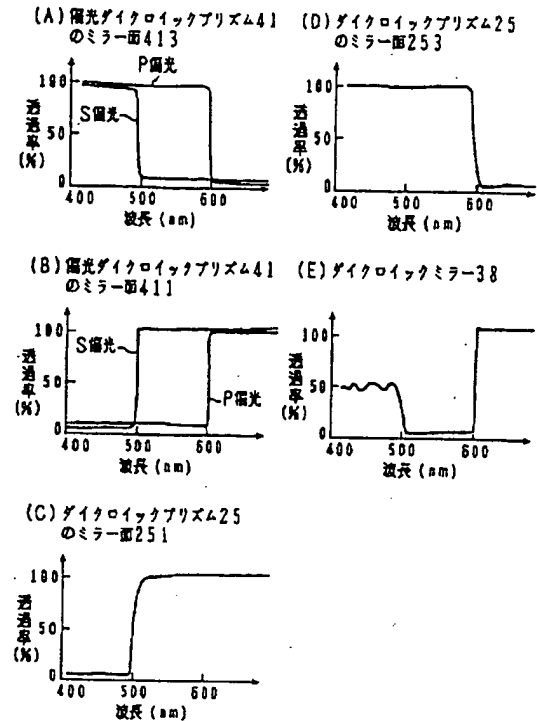 (A) 偏光ダイクロイックプリズム41
のミラー面413
P偏光
S偏光
透過率(%)
100
50
0
400
500
600
波長(nm)
(D) ダイクロイックプリズム25
のミラー面253
透過率(%)
100
50
0
400
500
600
波長(nm)
(B) 偏光ダイクロイックプリズム41
のミラー面411
S偏光
P偏光
透過率(%)
100
50
0
400
500
600
波長(nm)
(E) ダイクロイックミラー38
透過率(%)
100
50
0
400
500
600
波長(nm)
(C) ダイクロイックプリズム25
のミラー面251
透過率(%)
100
50
0
400
500
600
波長(nm)